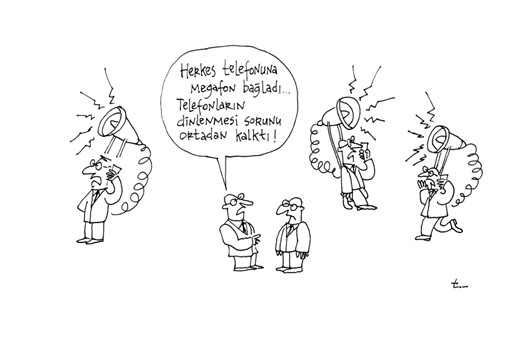 Herkes telefonuna
megafon bağladı...
Telefonların
dinlenmesi sorunu
ortadan kalktı!